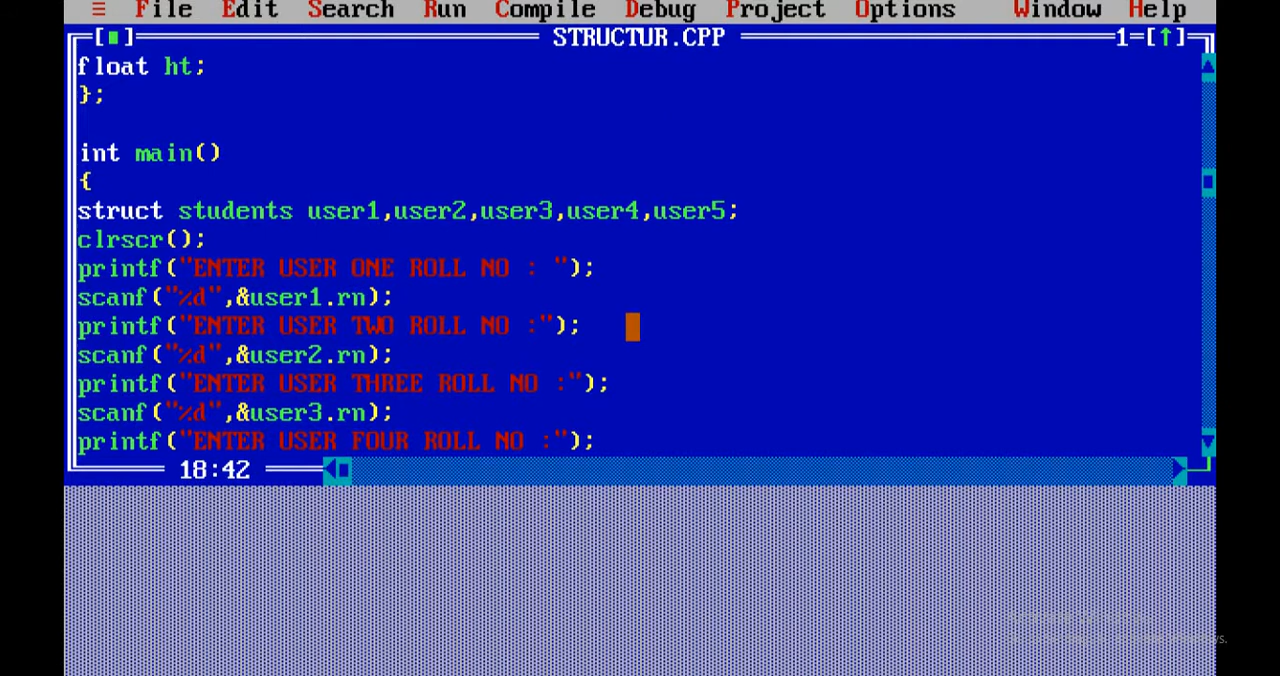 ≡ File Edit Search Run Compile Debug Project Options Window Help
[■] STRUCTUR.CPP 1=[↑]
float ht;
};
int main()
{
struct students user1,user2,user3,user4,user5;
clrscr();
printf("ENTER USER ONE ROLL NO : ");
scanf("%d",&user1.rn);
printf("ENTER USER TWO ROLL NO :");
scanf("%d",&user2.rn);
printf("ENTER USER THREE ROLL NO :");
scanf("%d",&user3.rn);
printf("ENTER USER FOUR ROLL NO :");
18:42